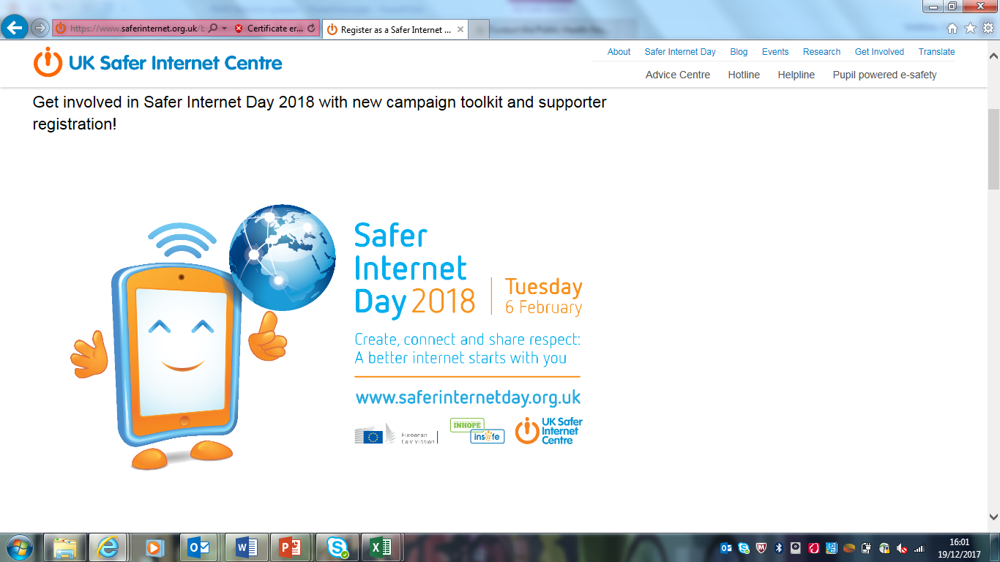 https://www.saferinternet.org.uk/b
Certificate er...
Register as a Safer Internet ...
UK Safer Internet Centre
About Safer Internet Day Blog Events Research Get Involved Translate
Advice Centre Hotline Helpline Pupil powered e-safety
Get involved in Safer Internet Day 2018 with new campaign toolkit and supporter
registration!
Safer
Internet
Day 2018
Tuesday
6 February
Create, connect and share respect:
A better internet starts with you
www.saferinternetday.org.uk
European
Commission
INHOPE
ins@fe
UK Safer
Internet
Centre
16:01
19/12/2017